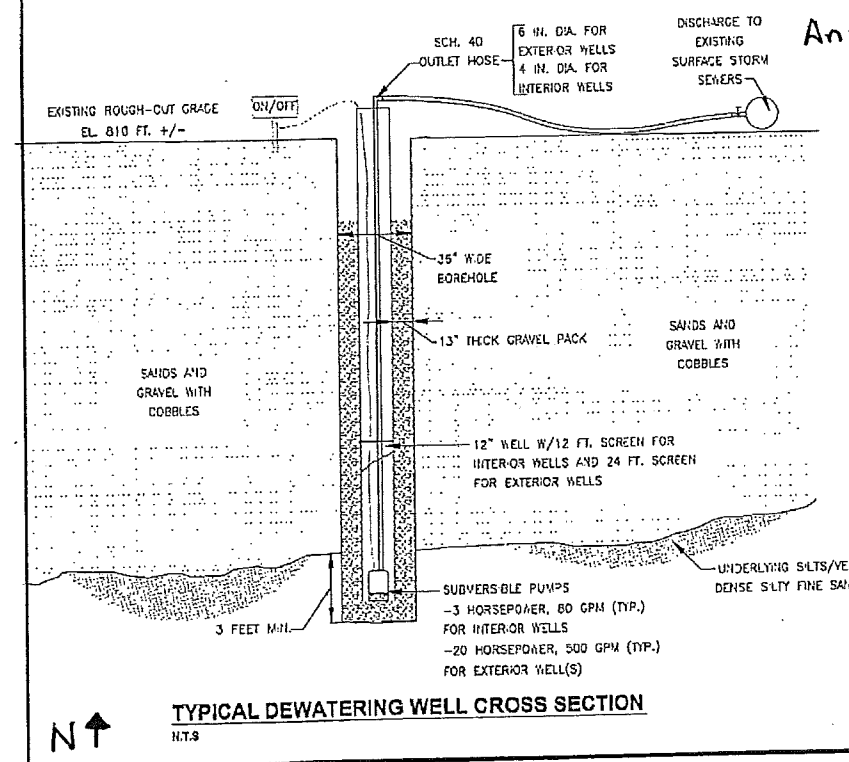 An
SCH. 40
OUTLET HOSE
6 IN. DIA. FOR
EXTERIOR WELLS
4 IN. DIA. FOR
INTERIOR WELLS
DISCHARGE TO
EXISTING
SURFACE STORM
SEWERS
EXISTING ROUGH-CUT GRADE
EL. 810 FT. +/-
ON/OFF
36" WIDE
BOREHOLE
13" THICK GRAVEL PACK
SANDS AND
GRAVEL WITH
COBBLES
SANDS AND
GRAVEL WITH
COBBLES
12" WELL W/12 FT. SCREEN FOR
INTERIOR WELLS AND 24 FT. SCREEN
FOR EXTERIOR WELLS
UNDERLYING SILTS/VE
DENSE SILTY FINE SAN
3 FEET MIN.
SUBVERSIBLE PUMPS
-3 HORSEPOWER, 80 GPM (TYP.)
FOR INTERIOR WELLS
-20 HORSEPOWER, 500 GPM (TYP.)
FOR EXTERIOR WELL(S)
TYPICAL DEWATERING WELL CROSS SECTION
N.T.S
N